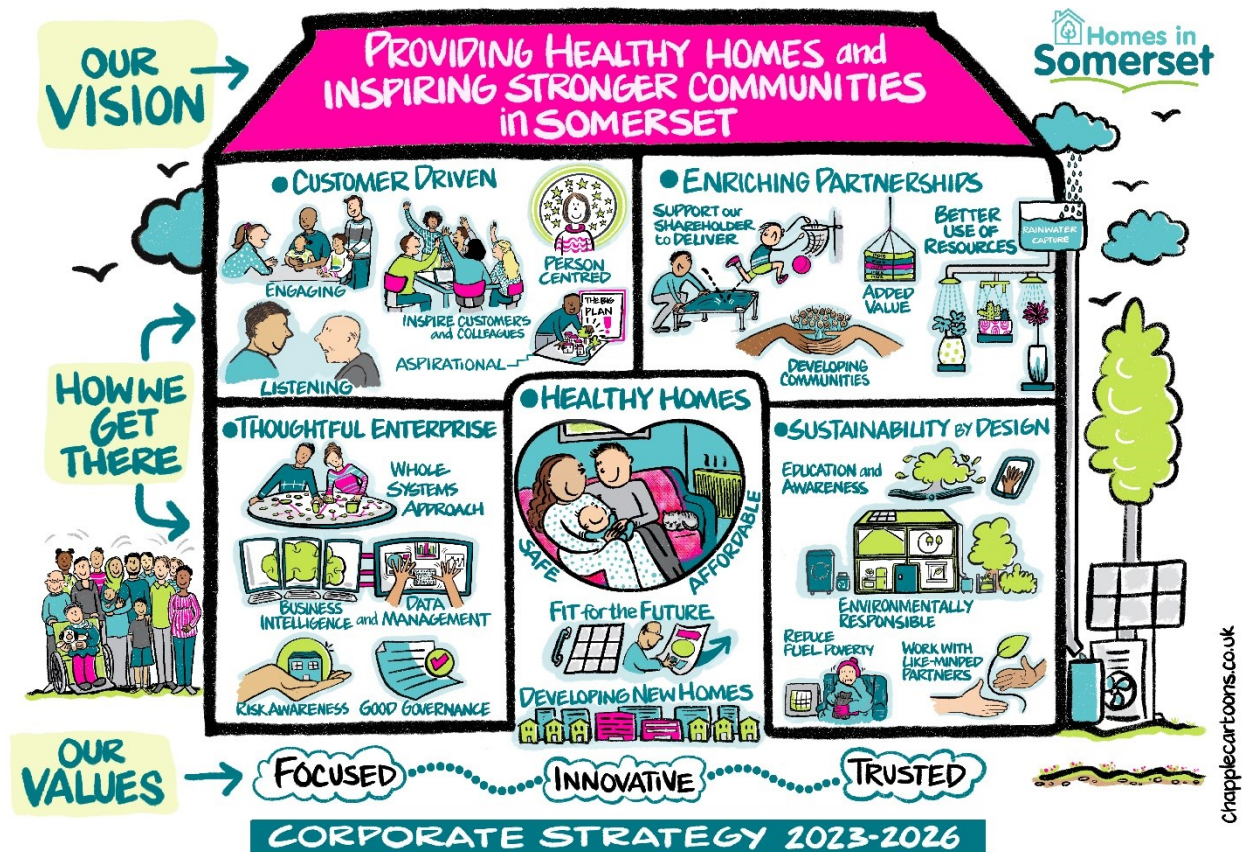 OUR
VISION
PROVIDING HEALTHY HOMES and
INSPIRING STRONGER COMMUNITIES
in SOMERSET
Homes in
Somerset
HOW WE
GET
THERE
• CUSTOMER DRIVEN
ENGAGING
INSPIRE CUSTOMERS
and COLLEAGUES
PERSON
CENTRED
LISTENING
ASPIRATIONAL
THE BIG
PLAN
!
• ENRICHING PARTNERSHIPS
SUPPORT our
SHAREHOLDER
to DELIVER
ADDED
VALUE
BETTER
USE OF
RESOURCES
RAINWATER
CAPTURE
DEVELOPING
COMMUNITIES
• THOUGHTFUL ENTERPRISE
WHOLE
SYSTEMS
APPROACH
BUSINESS
INTELLIGENCE and DATA
MANAGEMENT
RISK AWARENESS
GOOD GOVERNANCE
• HEALTHY HOMES
SAFE
AFFORDABLE
FIT for the FUTURE
DEVELOPING NEW HOMES
• SUSTAINABILITY BY DESIGN
EDUCATION and
AWARENESS
ENVIRONMENTALLY
RESPONSIBLE
REDUCE
FUEL POVERTY
WORK WITH
LIKE-MINDED
PARTNERS
OUR
VALUES
FOCUSED
INNOVATIVE
TRUSTED
CORPORATE STRATEGY 2023-2026
chapplecartoons.co.uk